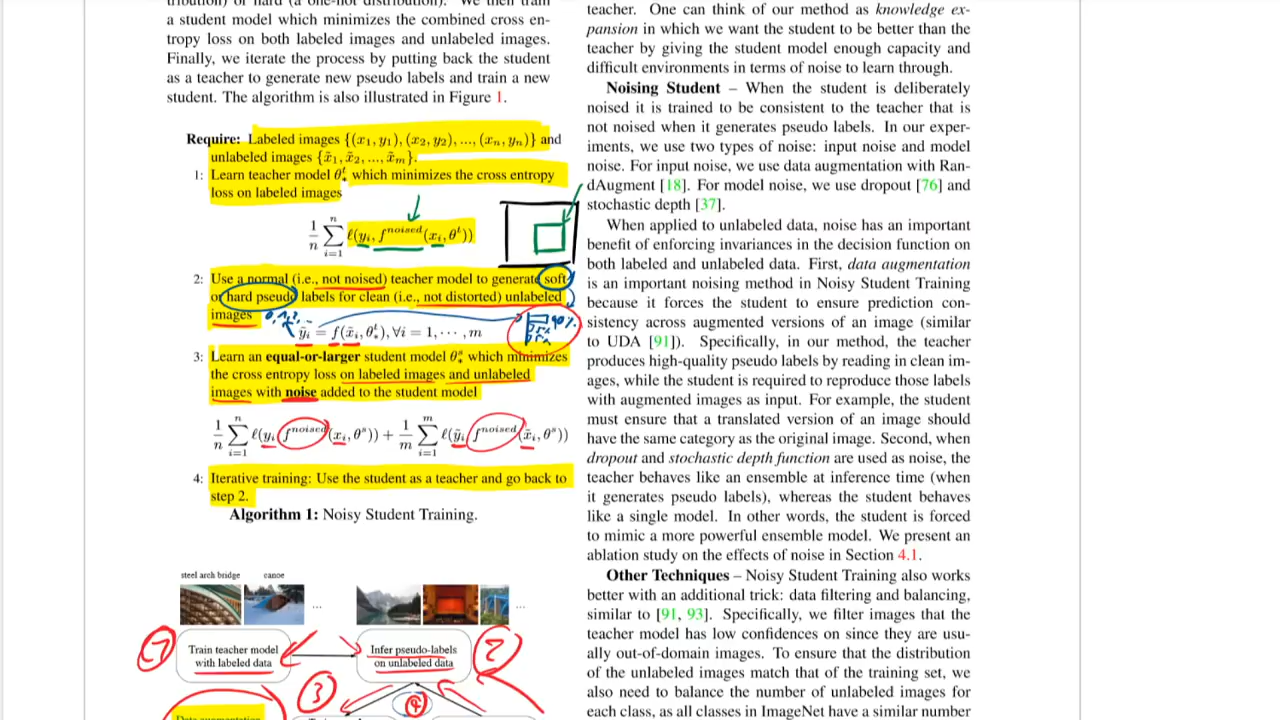 tribution) or hard (a one-hot distribution). We then train
a student model which minimizes the combined cross en-
tropy loss on both labeled images and unlabeled images.
Finally, we iterate the process by putting back the student
as a teacher to generate new pseudo labels and train a new
student. The algorithm is also illustrated in Figure 1.
Require: Labeled images {(x₁, y₁), (x₂, y₂), ..., (xₙ, yₙ)} and
unlabeled images {x̃₁, x̃₂, ..., x̃ₘ}.
1: Learn teacher model θᵗ* which minimizes the cross entropy
loss on labeled images
1/n ∑ᵢ₌₁ⁿ ℓ(yᵢ, fⁿᵒⁱˢᵉᵈ(xᵢ, θᵗ))
2: Use a normal (i.e., not noised) teacher model to generate soft
or hard pseudo labels for clean (i.e., not distorted) unlabeled
images
ỹᵢ = f(x̃ᵢ, θᵗ*), ∀i = 1, ⋯ , m
90%
3: Learn an equal-or-larger student model θˢ* which minimizes
the cross entropy loss on labeled images and unlabeled
images with noise added to the student model
1/n ∑ᵢ₌₁ⁿ ℓ(yᵢ, fⁿᵒⁱˢᵉᵈ(xᵢ, θˢ)) + 1/m ∑ᵢ₌₁ᵐ ℓ(ỹᵢ, fⁿᵒⁱˢᵉᵈ(x̃ᵢ, θˢ))
4: Iterative training: Use the student as a teacher and go back to
step 2.
Algorithm 1: Noisy Student Training.
steel arch bridge canoe
... ...
1
Train teacher model
with labeled data
Infer pseudo-labels
on unlabeled data
2
3
4
Data augmentation
teacher. One can think of our method as knowledge ex-
pansion in which we want the student to be better than the
teacher by giving the student model enough capacity and
difficult environments in terms of noise to learn through.
Noising Student – When the student is deliberately
noised it is trained to be consistent to the teacher that is
not noised when it generates pseudo labels. In our exper-
iments, we use two types of noise: input noise and model
noise. For input noise, we use data augmentation with Ran-
dAugment [18]. For model noise, we use dropout [76] and
stochastic depth [37].
When applied to unlabeled data, noise has an important
benefit of enforcing invariances in the decision function on
both labeled and unlabeled data. First, data augmentation
is an important noising method in Noisy Student Training
because it forces the student to ensure prediction con-
sistency across augmented versions of an image (similar
to UDA [91]). Specifically, in our method, the teacher
produces high-quality pseudo labels by reading in clean im-
ages, while the student is required to reproduce those labels
with augmented images as input. For example, the student
must ensure that a translated version of an image should
have the same category as the original image. Second, when
dropout and stochastic depth function are used as noise, the
teacher behaves like an ensemble at inference time (when
it generates pseudo labels), whereas the student behaves
like a single model. In other words, the student is forced
to mimic a more powerful ensemble model. We present an
ablation study on the effects of noise in Section 4.1.
Other Techniques – Noisy Student Training also works
better with an additional trick: data filtering and balancing,
similar to [91, 93]. Specifically, we filter images that the
teacher model has low confidences on since they are usu-
ally out-of-domain images. To ensure that the distribution
of the unlabeled images match that of the training set, we
also need to balance the number of unlabeled images for
each class, as all classes in ImageNet have a similar number